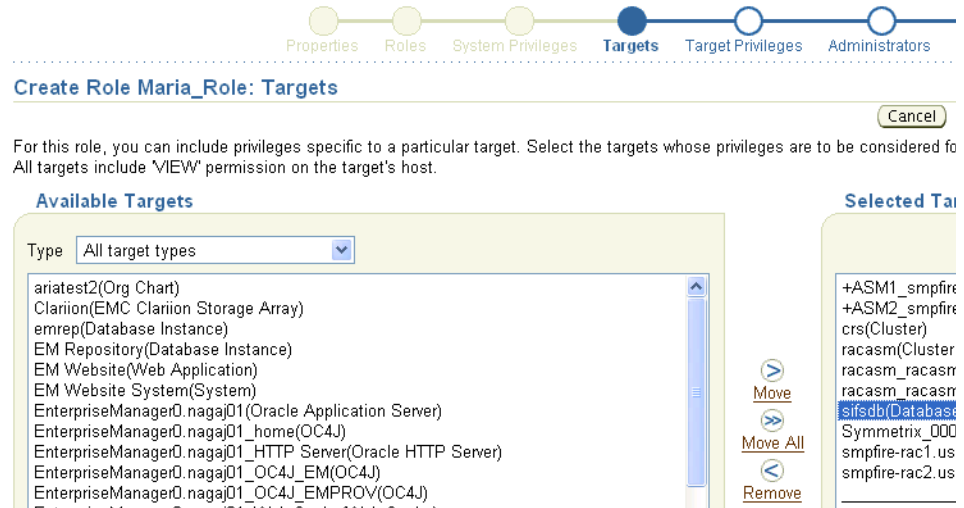 Properties Roles System Privileges Targets Target Privileges Administrators
Create Role Maria_Role: Targets
Cancel
For this role, you can include privileges specific to a particular target. Select the targets whose privileges are to be considered fo
All targets include 'VIEW' permission on the target's host.
Available Targets
Type All target types
ariatest2(Org Chart)
Clariion(EMC Clariion Storage Array)
emrep(Database Instance)
EM Repository(Database Instance)
EM Website(Web Application)
EM Website System(System)
EnterpriseManager0.nagaj01(Oracle Application Server)
EnterpriseManager0.nagaj01_home(OC4J)
EnterpriseManager0.nagaj01_HTTP Server(Oracle HTTP Server)
EnterpriseManager0.nagaj01_OC4J_EM(OC4J)
EnterpriseManager0.nagaj01_OC4J_EMPROV(OC4J)
Move
Move All
Remove
Selected Tar
+ASM1_smpfire
+ASM2_smpfire
crs(Cluster)
racasm(Cluster
racasm_racasm
racasm_racasm
sifsdb(Database
Symmetrix_000
smpfire-rac1.us
smpfire-rac2.us